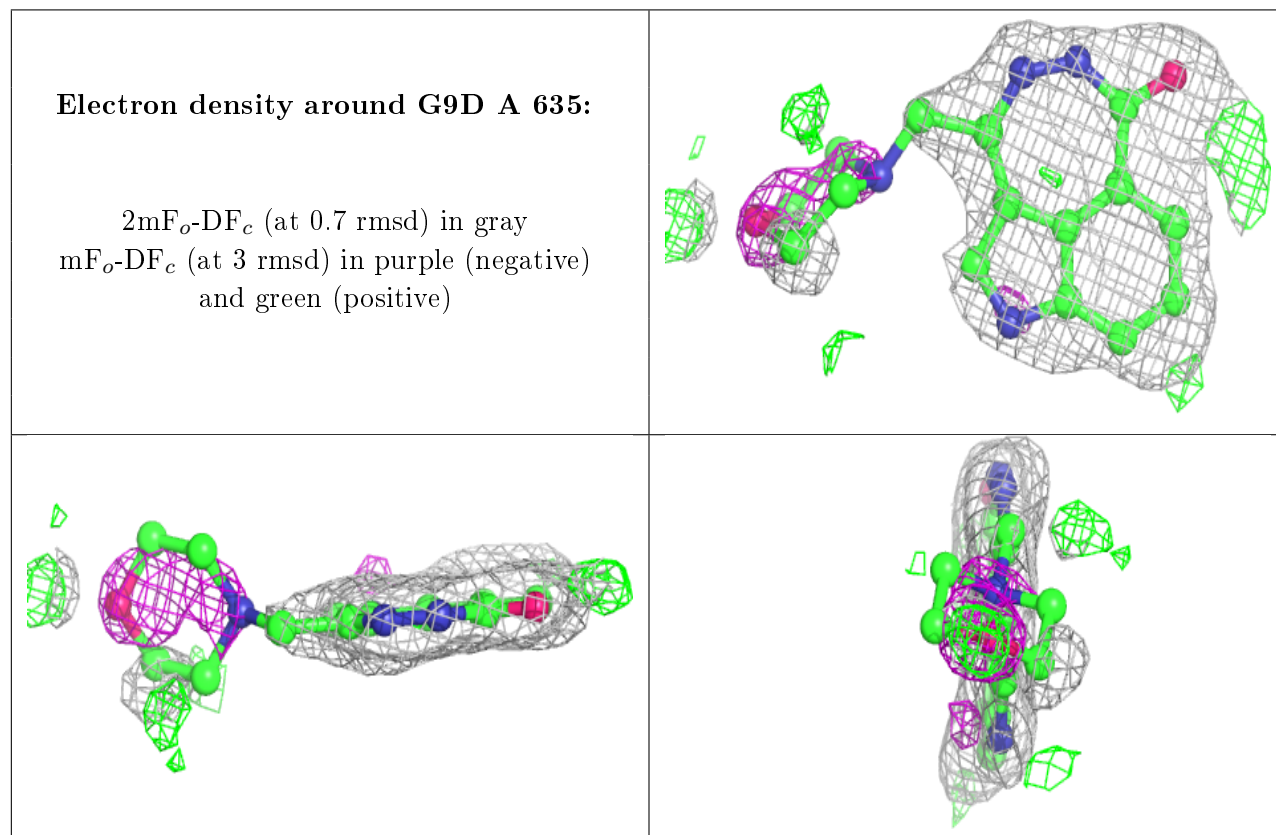 Electron density around G9D A 635:
2mFₒ-DF𝒸 (at 0.7 rmsd) in gray
mFₒ-DF𝒸 (at 3 rmsd) in purple (negative)
and green (positive)